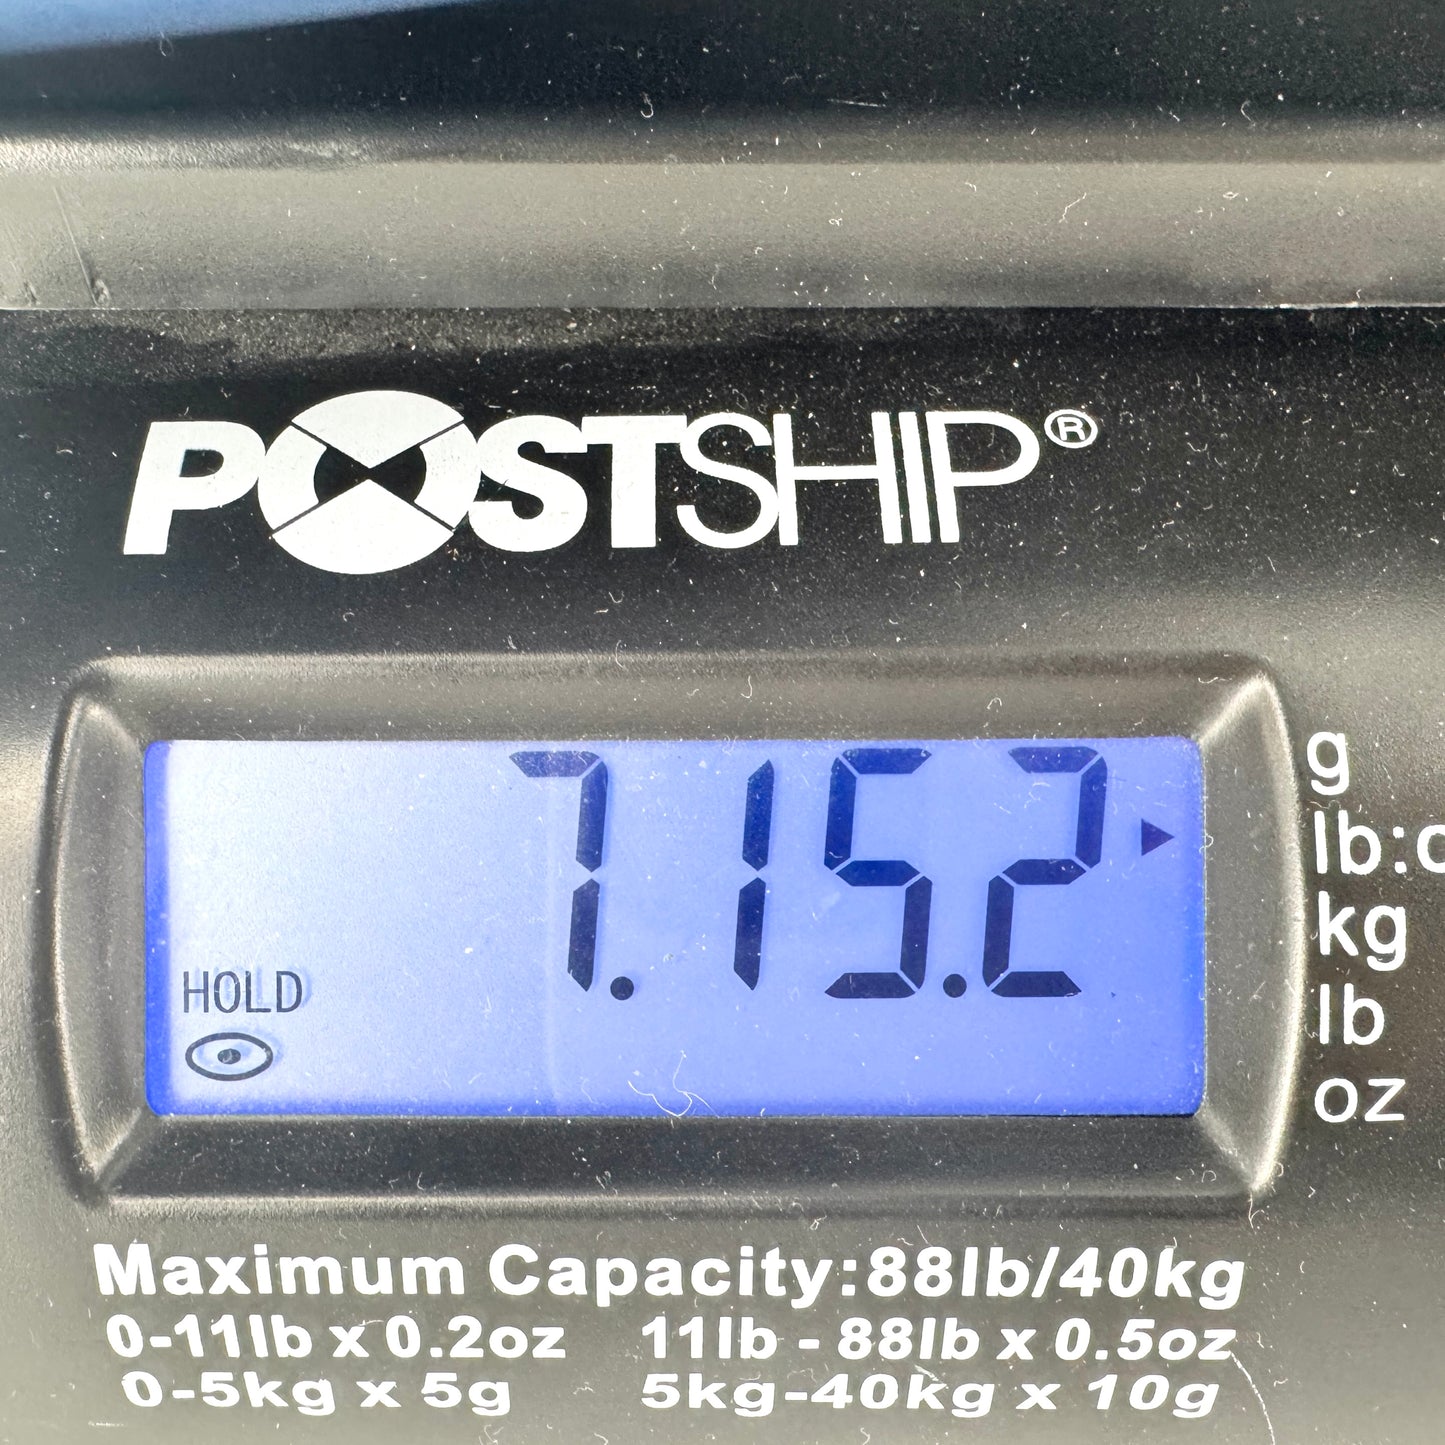 POSTSHIP®
7.15.2
HOLD
g
lb:o
kg
lb
oz
Maximum Capacity:88lb/40kg
0-11lb x 0.2oz 11lb - 88lb x 0.5oz
0-5kg x 5g 5kg-40kg x 10g